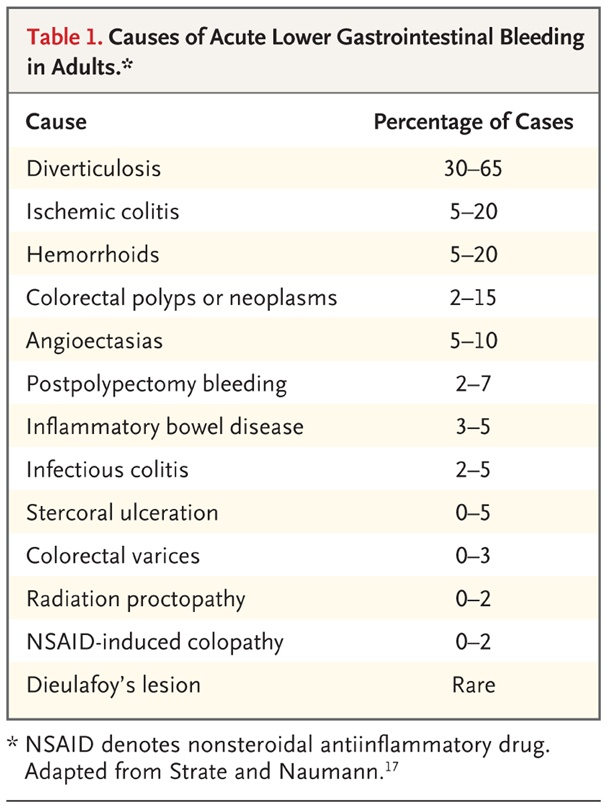 Table 1. Causes of Acute Lower Gastrointestinal Bleeding
in Adults.*
Cause Percentage of Cases
Diverticulosis 30–65
Ischemic colitis 5–20
Hemorrhoids 5–20
Colorectal polyps or neoplasms 2–15
Angioectasias 5–10
Postpolypectomy bleeding 2–7
Inflammatory bowel disease 3–5
Infectious colitis 2–5
Stercoral ulceration 0–5
Colorectal varices 0–3
Radiation proctopathy 0–2
NSAID-induced colopathy 0–2
Dieulafoy’s lesion Rare
* NSAID denotes nonsteroidal antiinflammatory drug.
Adapted from Strate and Naumann.17